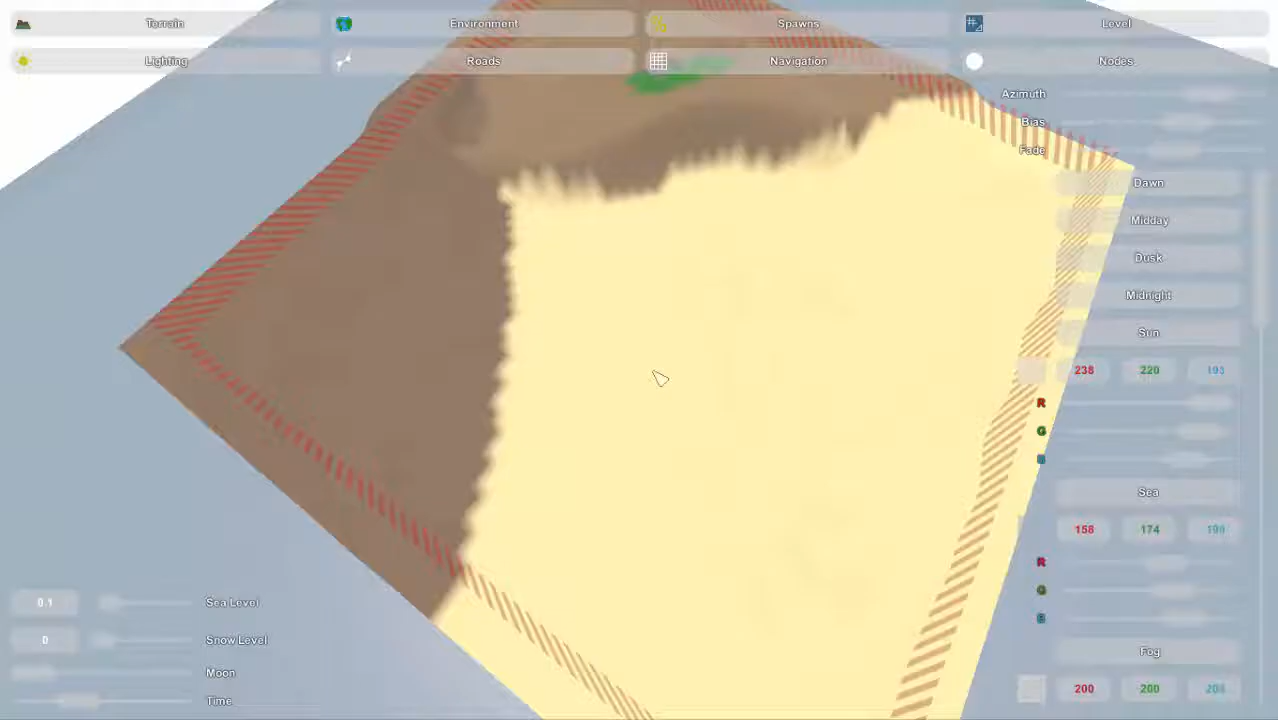 Terrain Environment Spawns Level
Lighting Roads Navigation Nodes
Azimuth
Bias
Fade
Dawn
Midday
Dusk
Midnight
Sun
238 220 193
R
G
Sea
158 174 190
R
G
B
Fog
200 200 208
0.1 Sea Level
0 Snow Level
Moon
Time